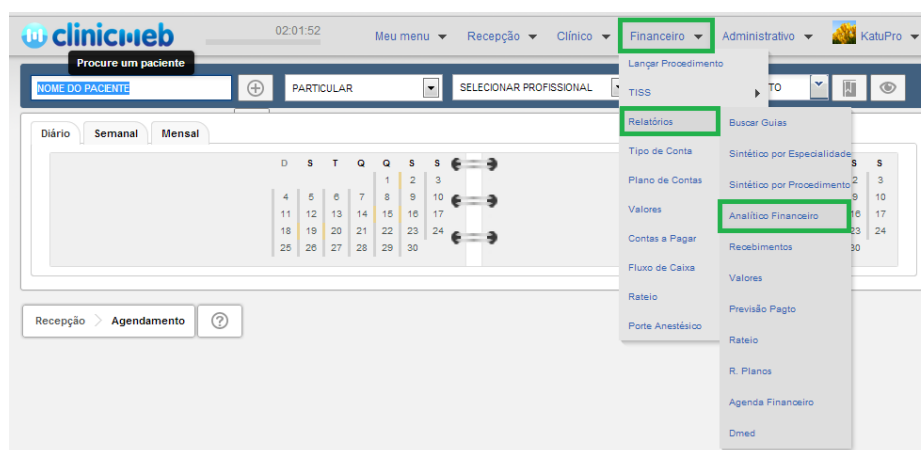 clinicweb
02:01:52
Meu menu
Recepção
Clínico
Financeiro
Administrativo
KatuPro
Procure um paciente
NOME DO PACIENTE
PARTICULAR
SELECIONAR PROFISSIONAL
TO
Lançar Procedimento
TISS
Relatórios
Tipo de Conta
Plano de Contas
Valores
Contas a Pagar
Fluxo de Caixa
Rateio
Porte Anestésico
Buscar Guias
Sintético por Especialidade
Sintético por Procedimento
Analítico Financeiro
Recebimentos
Valores
Previsão Pagto
Rateio
R. Planos
Agenda Financeiro
Dmed
Diário Semanal Mensal
D S T Q Q S S
1 2 3
4 5 6 7 8 9 10
11 12 13 14 15 16 17
18 19 20 21 22 23 24
25 26 27 28 29 30
S S
2 3
9 10
16 17
23 24
30
Recepção > Agendamento ?